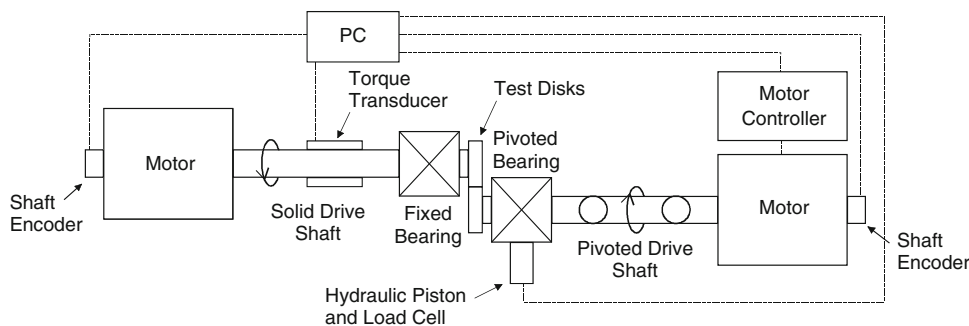 PC
Torque
Transducer
Test Disks
Motor
Controller
Pivoted
Bearing
Motor
Motor
Shaft
Encoder
Solid Drive
Shaft
Fixed
Bearing
Pivoted Drive
Shaft
Shaft
Encoder
Hydraulic Piston
and Load Cell